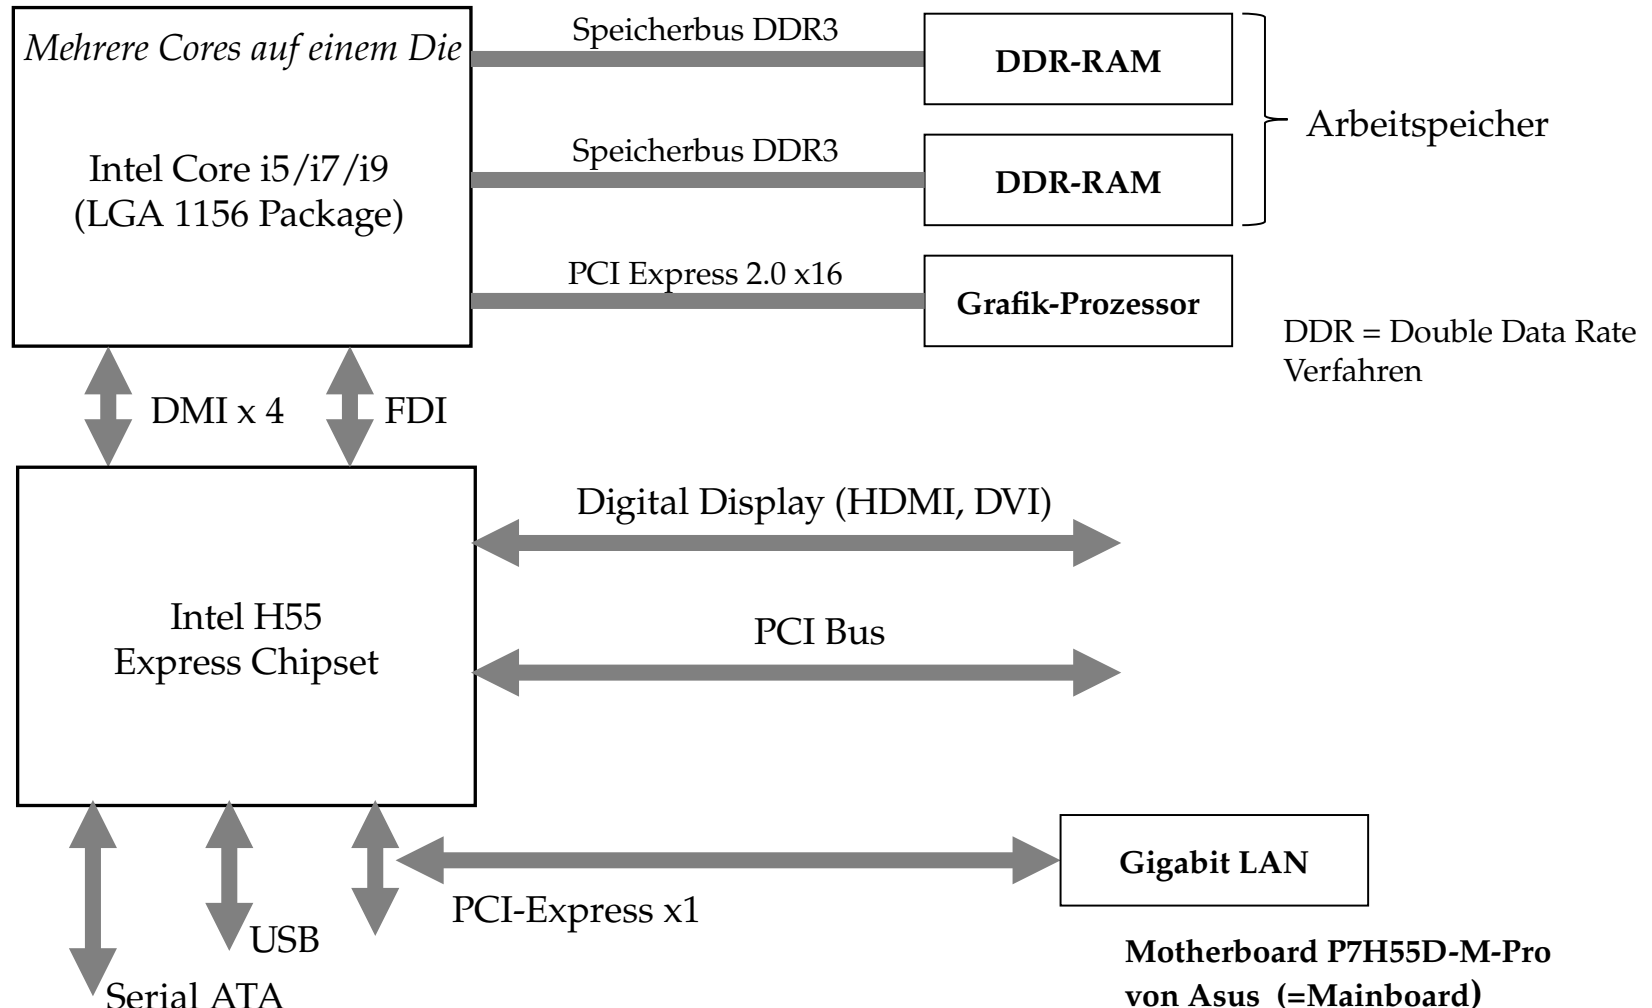 Mehrere Cores auf einem Die
Intel Core i5/i7/i9
(LGA 1156 Package)
Speicherbus DDR3
DDR-RAM
Speicherbus DDR3
DDR-RAM
Arbeitspeicher
PCI Express 2.0 x16
Grafik-Prozessor
DDR = Double Data Rate
Verfahren
DMI x 4
FDI
Intel H55
Express Chipset
Digital Display (HDMI, DVI)
PCI Bus
PCI-Express x1
Gigabit LAN
USB
Serial ATA
Motherboard P7H55D-M-Pro
von Asus (=Mainboard)